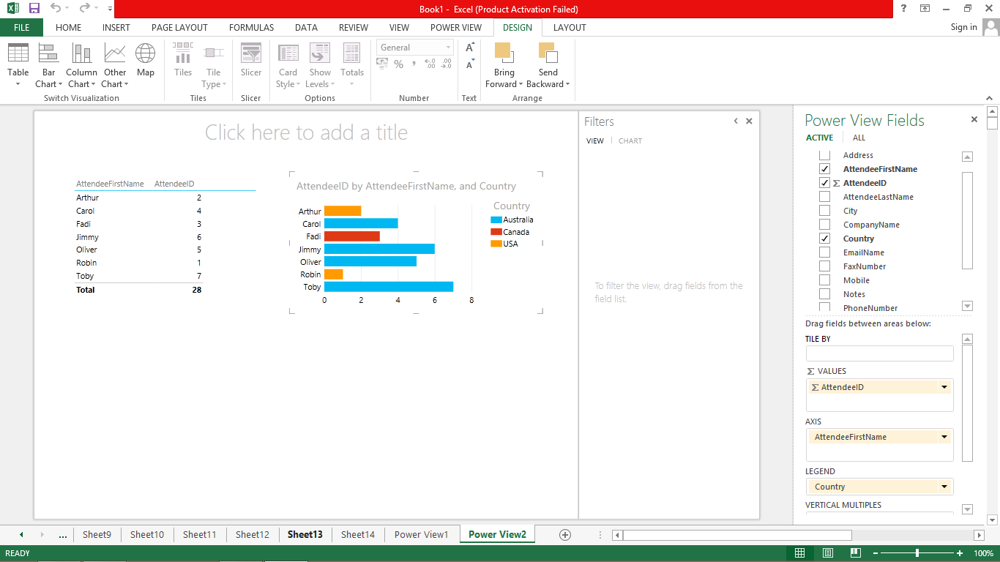 Book1 - Excel (Product Activation Failed)
FILE HOME INSERT PAGE LAYOUT FORMULAS DATA REVIEW VIEW POWER VIEW DESIGN LAYOUT Sign in
Table Bar Chart Column Chart Other Chart Map
Switch Visualization
Tiles Tile Type
Tiles
Slicer
Slicer
Card Style Show Levels Totals
Options
General
% , .00 .0
Number
A A
Text
Bring Forward Send Backward
Arrange
Click here to add a title
AttendeeFirstName AttendeeID
Arthur 2
Carol 4
Fadi 3
Jimmy 6
Oliver 5
Robin 1
Toby 7
Total 28
AttendeeID by AttendeeFirstName, and Country
Arthur
Carol
Fadi
Jimmy
Oliver
Robin
Toby
0 2 4 6 8
Country
Australia
Canada
USA
Filters
VIEW CHART
To filter the view, drag fields from the
field list.
Power View Fields
ACTIVE ALL
Address
AttendeeFirstName
Σ AttendeeID
AttendeeLastName
City
CompanyName
Country
EmailName
FaxNumber
Mobile
Notes
PhoneNumber
Drag fields between areas below:
TILE BY
Σ VALUES
Σ AttendeeID
AXIS
AttendeeFirstName
LEGEND
Country
VERTICAL MULTIPLES
... Sheet9 Sheet10 Sheet11 Sheet12 Sheet13 Sheet14 Power View1 Power View2
READY 100%